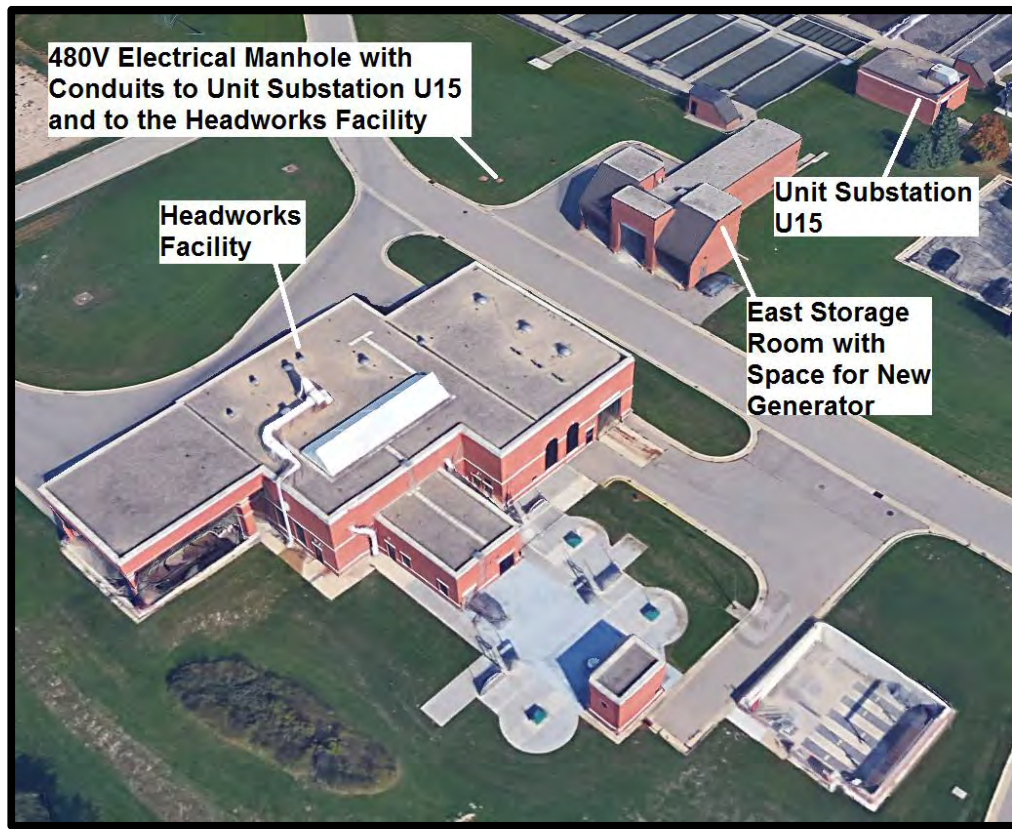 480V Electrical Manhole with
Conduits to Unit Substation U15
and to the Headworks Facility
Headworks
Facility
Unit Substation
U15
East Storage
Room with
Space for New
Generator